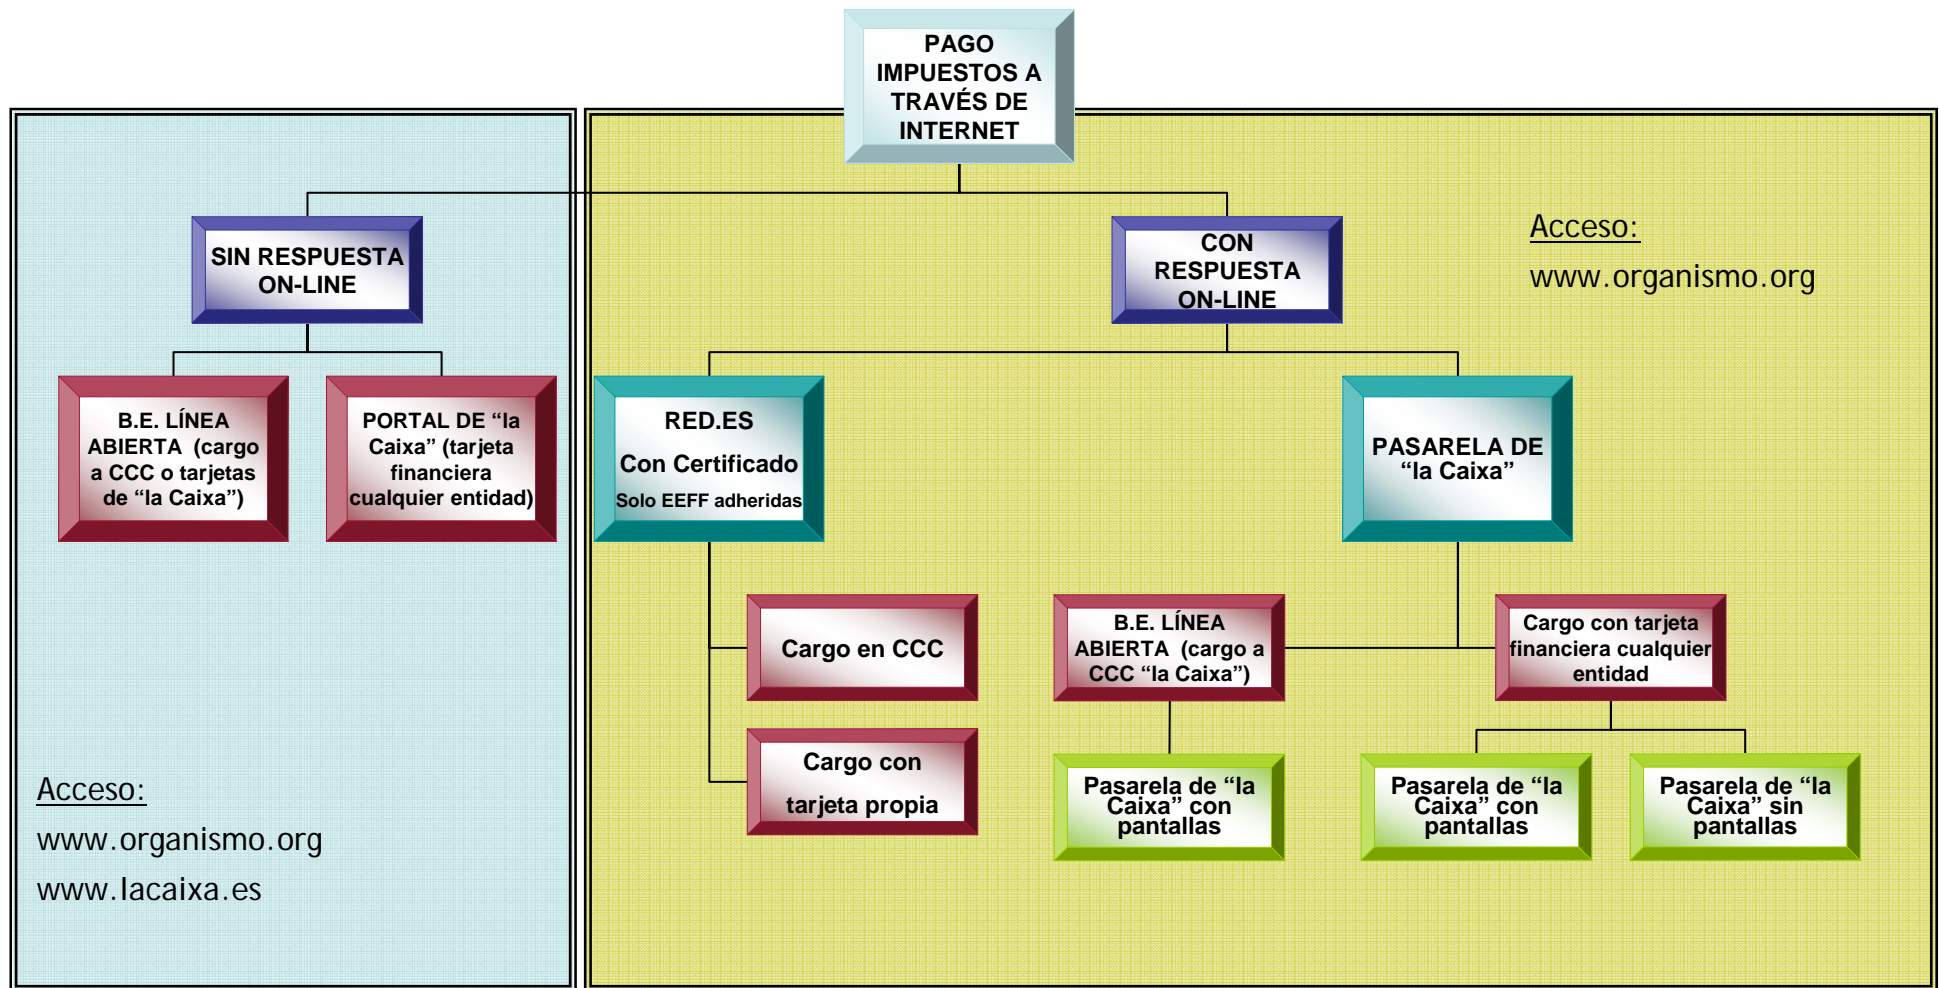 PAGO
IMPUESTOS A
TRAVÉS DE
INTERNET
SIN RESPUESTA
ON-LINE
CON
RESPUESTA
ON-LINE
Acceso:
www.organismo.org
B.E. LÍNEA
ABIERTA (cargo
a CCC o tarjetas
de “la Caixa”)
PORTAL DE “la
Caixa” (tarjeta
financiera
cualquier entidad)
RED.ES
Con Certificado
Solo EEFF adheridas
PASARELA DE
“la Caixa”
Cargo en CCC
B.E. LÍNEA
ABIERTA (cargo a
CCC “la Caixa”)
Cargo con tarjeta
financiera cualquier
entidad
Cargo con
tarjeta propia
Pasarela de “la
Caixa” con
pantallas
Pasarela de “la
Caixa” con
pantallas
Pasarela de “la
Caixa” sin
pantallas
Acceso:
www.organismo.org
www.lacaixa.es